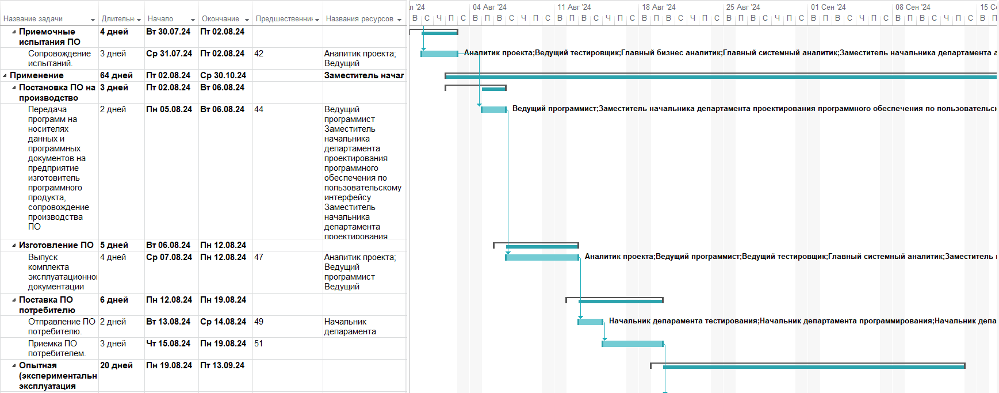 л '24 04 Авг '24 11 Авг '24 18 Авг '24 25 Авг '24 01 Сен '24 08 Сен '24 15 Се
Название задачи Длительн Начало Окончание Предшественник Названия ресурсов В С Ч П С В П В С Ч П С В П В С Ч П С В П В С Ч П С В П В С Ч П С В П В С Ч П С В П В С Ч П С В П
Приемочные 4 дней Вт 30.07.24 Пт 02.08.24
испытания ПО
Сопровождение 3 дней Ср 31.07.24 Пт 02.08.24 42 Аналитик проекта; Аналитик проекта;Ведущий тестировщик;Главный бизнес аналитик;Главный системный аналитик;Заместитель начальника департамента а
испытаний. Ведущий
Применение 64 дней Пт 02.08.24 Ср 30.10.24 Заместитель начал
Постановка ПО на 3 дней Пт 02.08.24 Вт 06.08.24
производство
Передача 2 дней Пн 05.08.24 Вт 06.08.24 44 Ведущий Ведущий программист;Заместитель начальника департамента проектирования программного обеспечения по пользовательск
программ на программист
носителях Заместитель
данных и начальника
программных департамента
документов на проектирования
предприятие программного
изготовитель обеспечения по
программного пользовательскому
продукта, интерфейсу
сопровождение Заместитель
производства начальника
ПО департамента
проектирования
Изготовление ПО 5 дней Вт 06.08.24 Пн 12.08.24
Выпуск 4 дней Ср 07.08.24 Пн 12.08.24 47 Аналитик проекта; Аналитик проекта;Ведущий программист;Ведущий тестировщик;Главный системный аналитик;Заместитель
комплекта Ведущий
эксплуатационно программист
документации Ведущий
Поставка ПО 6 дней Пн 12.08.24 Пн 19.08.24
потребителю
Отправление ПО 2 дней Вт 13.08.24 Ср 14.08.24 49 Начальник Начальник депарамента тестирования;Начальник департамента программирования;Начальник депа
потребителю. депарамента
Приемка ПО 3 дней Чт 15.08.24 Пн 19.08.24 51
потребителем.
Опытная 20 дней Пн 19.08.24 Пт 13.09.24
(экспериментальн
эксплуатация